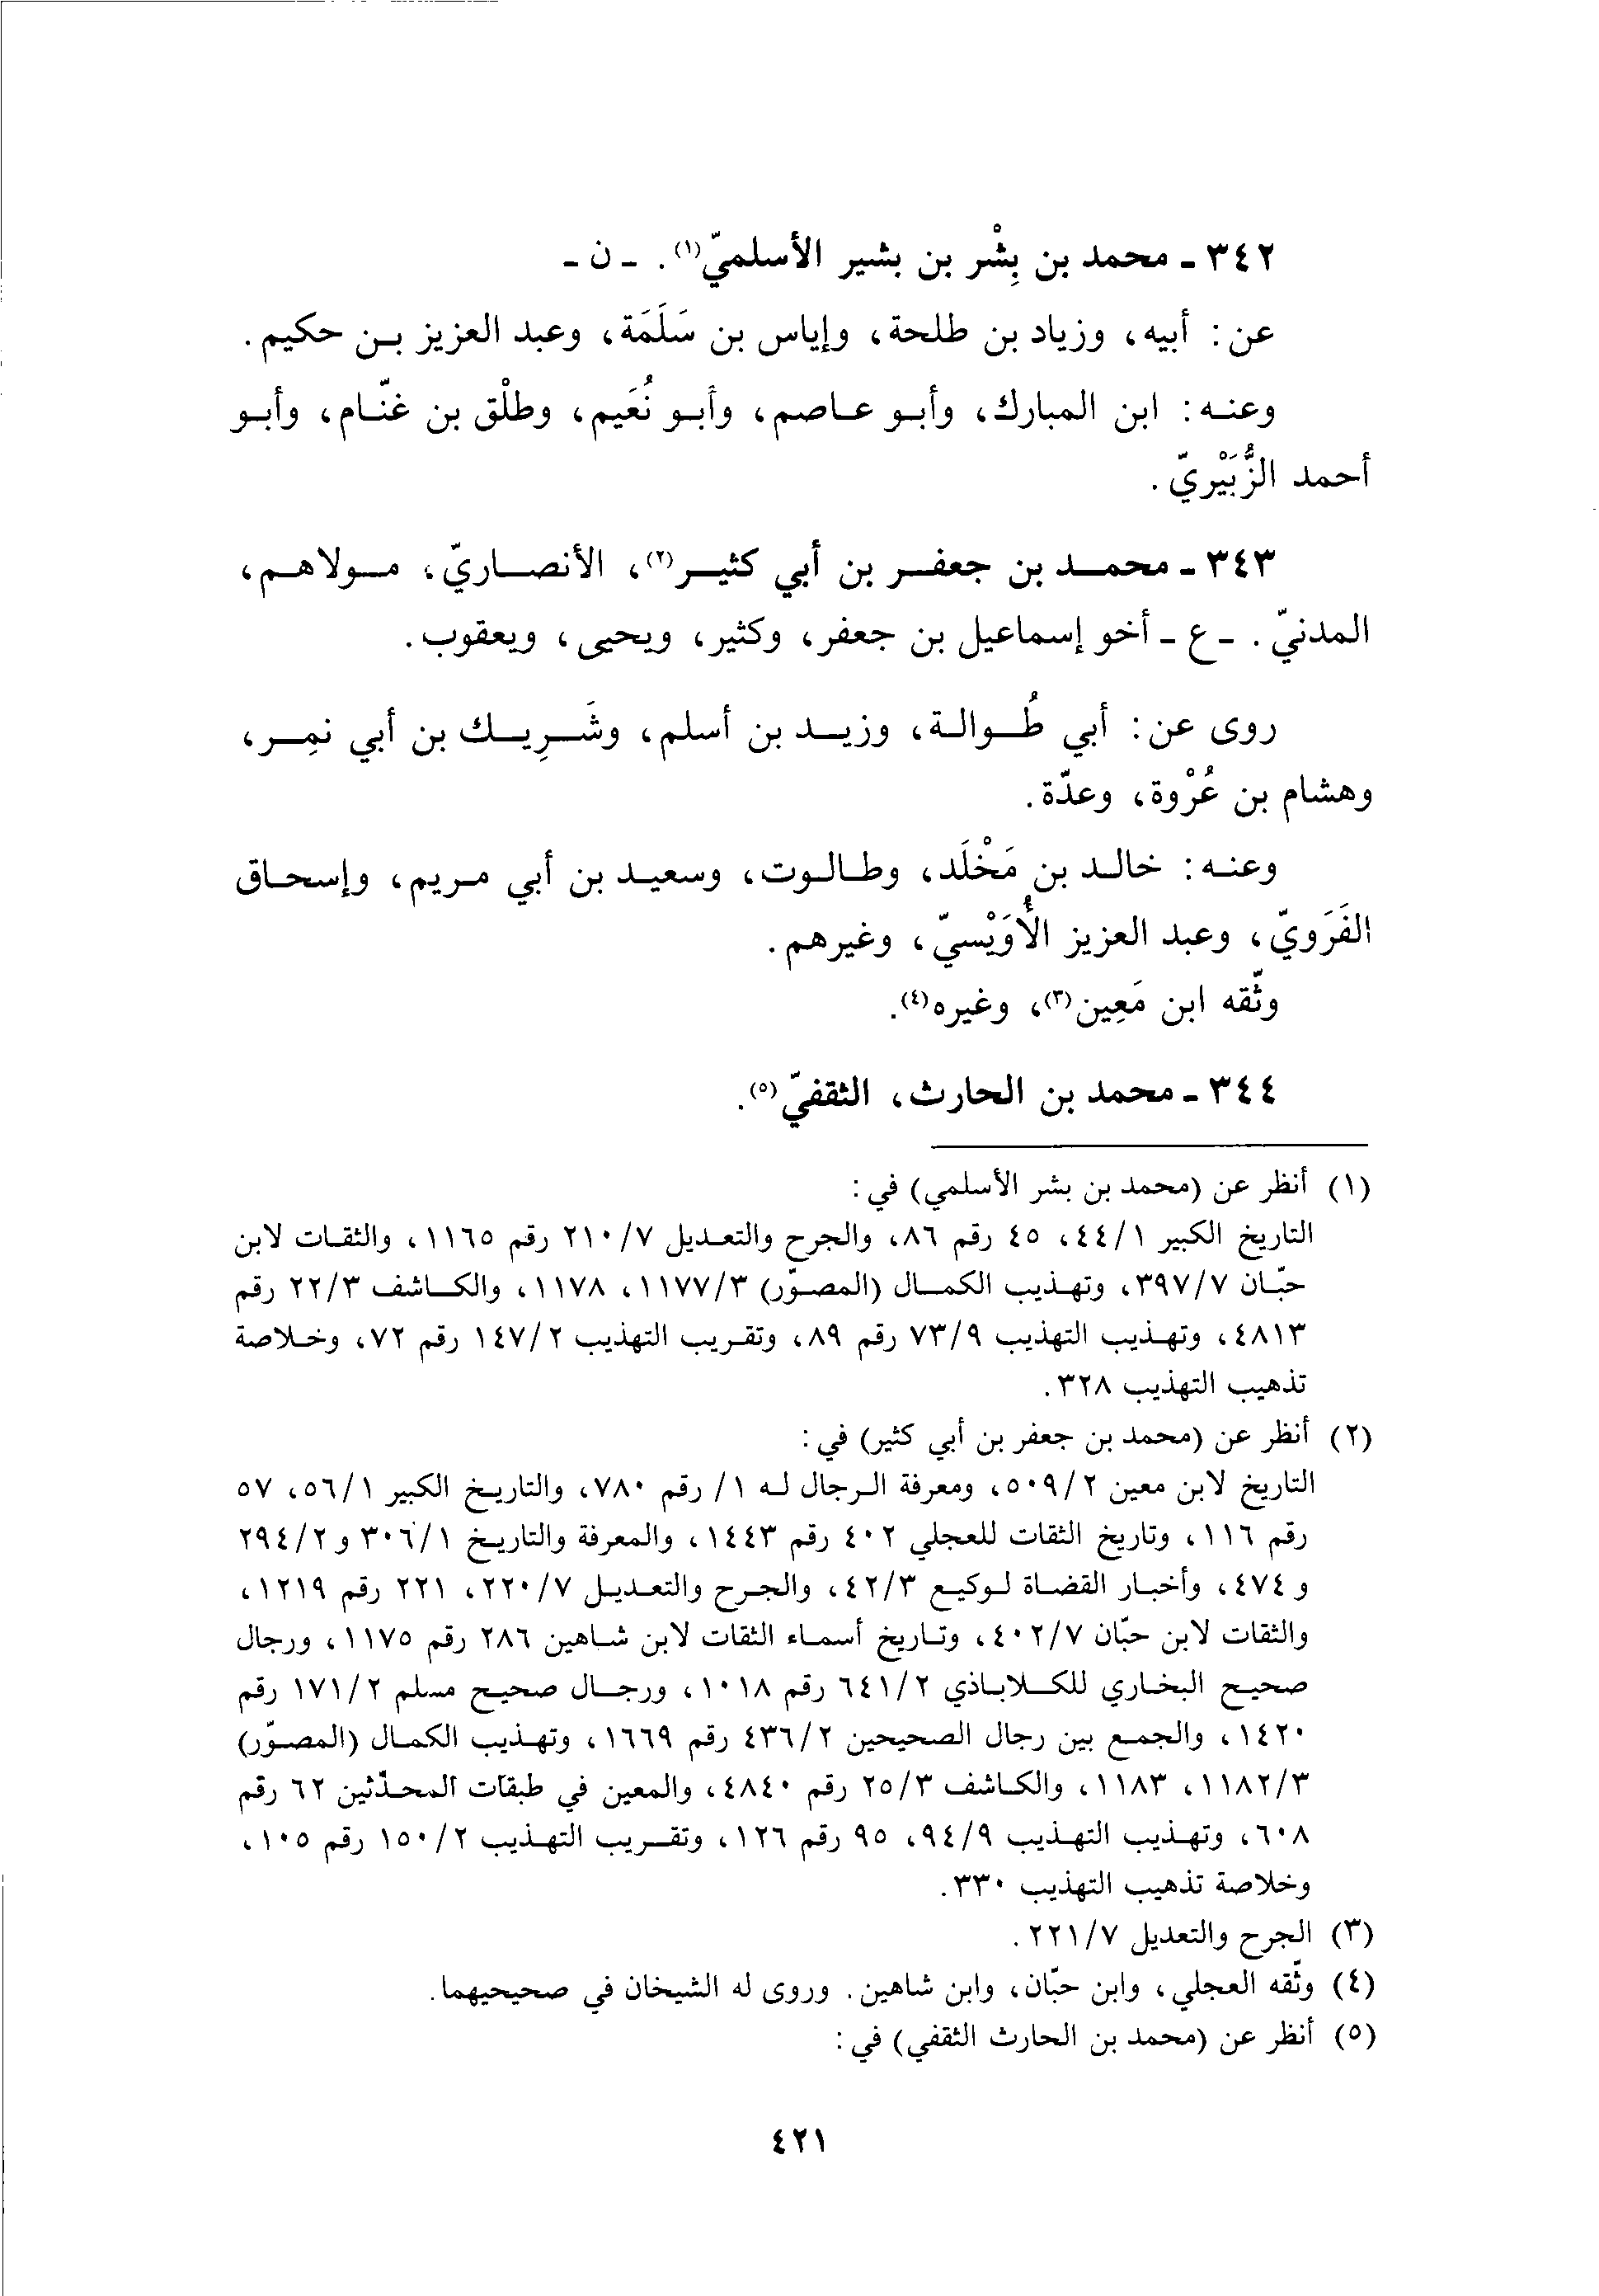 ٣٤٢ - محمد بن بِشْر بن بشير الأسلميّ(١). - ن -
عن: أبيه، وزياد بن طلحة، وإياس بن سَلَمَة، وعبد العزيز بن حكيم.
وعنه: ابن المبارك، وأبو عاصم، وأبو نُعَيم، وطلْق بن غنّام، وأبو
أحمد الزُّبَيْريّ.
٣٤٣ - محمد بن جعفر بن أبي كثير(٢)، الأنصاريّ، مولاهم،
المدنيّ. - ع - أخو إسماعيل بن جعفر، وكثير، ويحيى، ويعقوب.
روى عن: أبي طُوالة، وزيد بن أسلم، وشَرِيك بن أبي نمِر،
وهشام بن عُرْوة، وعدّة.
وعنه: خالد بن مَخْلَد، وطالوت، وسعيد بن أبي مريم، وإسحاق
الفَرَويّ، وعبد العزيز الأُوَيْسيّ، وغيرهم.
وثّقه ابن مَعِين(٣)، وغيره(٤).
٣٤٤ - محمد بن الحارث، الثقفيّ(٥).
(١) أنظر عن (محمد بن بشر الأسلمي) في:
التاريخ الكبير ٤٤/١، ٤٥ رقم ٨٦، والجرح والتعديل ٢١٠/٧ رقم ١١٦٥، والثقات لابن
حبّان ٣٩٧/٧، وتهذيب الكمال (المصوّر) ١١٧٧/٣، ١١٧٨، والكاشف ٢٢/٣ رقم
٤٨١٣، وتهذيب التهذيب ٧٣/٩ رقم ٨٩، وتقريب التهذيب ١٤٧/٢ رقم ٧٢، وخلاصة
تذهيب التهذيب ٣٢٨.
(٢) أنظر عن (محمد بن جعفر بن أبي كثير) في:
التاريخ لابن معين ٥٠٩/٢، ومعرفة الرجال له ١/ رقم ٧٨٠، والتاريخ الكبير ٥٦/١، ٥٧
رقم ١١٦، وتاريخ الثقات للعجلي ٤٠٢ رقم ١٤٤٣، والمعرفة والتاريخ ٣٠٦/١ و ٢٩٤/٢
و ٤٧٤، وأخبار القضاة لوكيع ٤٢/٣، والجرح والتعديل ٢٢٠/٧، ٢٢١ رقم ١٢١٩،
والثقات لابن حبّان ٤٠٢/٧، وتاريخ أسماء الثقات لابن شاهين ٢٨٦ رقم ١١٧٥، ورجال
صحيح البخاري للكلاباذي ٦٤١/٢ رقم ١٠١٨، ورجال صحيح مسلم ١٧١/٢ رقم
١٤٢٠، والجمع بين رجال الصحيحين ٤٣٦/٢ رقم ١٦٦٩، وتهذيب الكمال (المصوّر)
١١٨٢/٣، ١١٨٣، والكاشف ٢٥/٣ رقم ٤٨٤٠، والمعين في طبقات المحدّثين ٦٢ رقم
٦٠٨، وتهذيب التهذيب ٩٤/٩، ٩٥ رقم ١٢٦، وتقريب التهذيب ١٥٠/٢ رقم ١٠٥،
وخلاصة تذهيب التهذيب ٣٣٠.
(٣) الجرح والتعديل ٢٢١/٧.
(٤) وثّقه العجلي، وابن حبّان، وابن شاهين. وروى له الشيخان في صحيحيهما.
(٥) أنظر عن (محمد بن الحارث الثقفي) في:
٤٢١